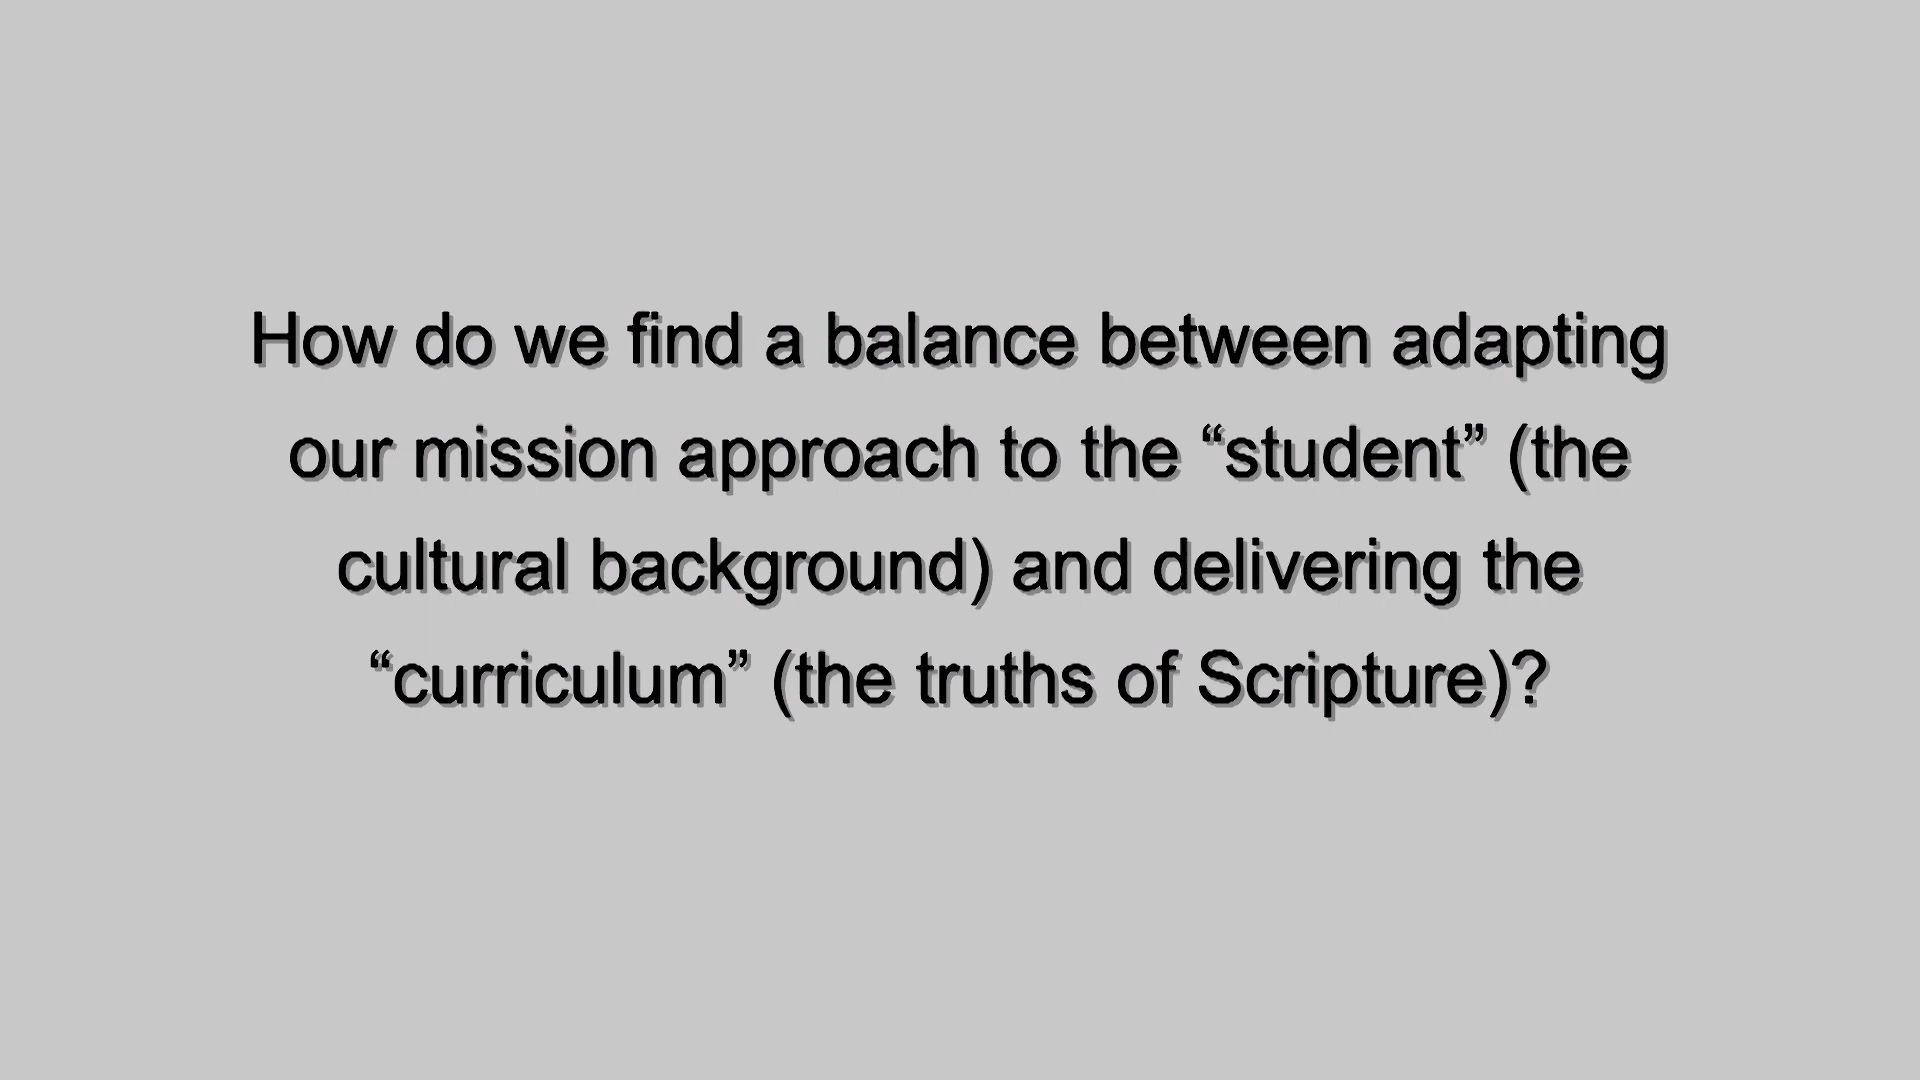 How do we find a balance between adapting
our mission approach to the “student” (the
cultural background) and delivering the
“curriculum” (the truths of Scripture)?